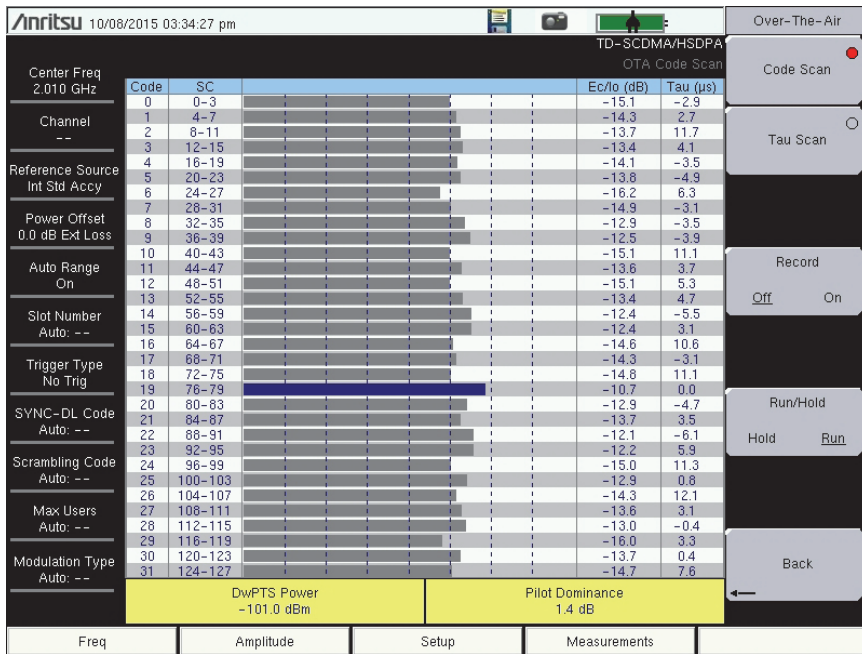 Anritsu 10/08/2015 03:34:27 pm
TD-SCDMA/HSDPA
OTA Code Scan
Center Freq
2.010 GHz
Channel
--
Reference Source
Int Std Accy
Power Offset
0.0 dB Ext Loss
Auto Range
On
Slot Number
Auto: --
Trigger Type
No Trig
SYNC-DL Code
Auto: --
Scrambling Code
Auto: --
Max Users
Auto: --
Modulation Type
Auto: --
Code SC Ec/Io (dB) Tau (µs)
0 0-3 -15.1 -2.9
1 4-7 -14.3 2.7
2 8-11 -13.7 11.7
3 12-15 -13.4 4.1
4 16-19 -14.1 -3.5
5 20-23 -13.8 -4.9
6 24-27 -16.2 6.3
7 28-31 -14.9 -3.1
8 32-35 -12.9 -3.5
9 36-39 -12.5 -3.9
10 40-43 -15.1 11.1
11 44-47 -13.6 3.7
12 48-51 -15.1 5.3
13 52-55 -13.4 4.7
14 56-59 -12.4 -5.5
15 60-63 -12.4 3.1
16 64-67 -14.6 10.6
17 68-71 -14.3 -3.1
18 72-75 -14.8 11.1
19 76-79 -10.7 0.0
20 80-83 -12.9 -4.7
21 84-87 -13.7 3.5
22 88-91 -12.1 -6.1
23 92-95 -12.2 5.9
24 96-99 -15.0 11.3
25 100-103 -12.9 0.8
26 104-107 -14.3 12.1
27 108-111 -13.6 3.1
28 112-115 -13.0 -0.4
29 116-119 -16.0 3.3
30 120-123 -13.7 0.4
31 124-127 -14.7 7.6
DwPTS Power
-101.0 dBm
Pilot Dominance
1.4 dB
Over-The-Air
Code Scan
Tau Scan
Record
Off On
Run/Hold
Hold Run
Back
Freq Amplitude Setup Measurements